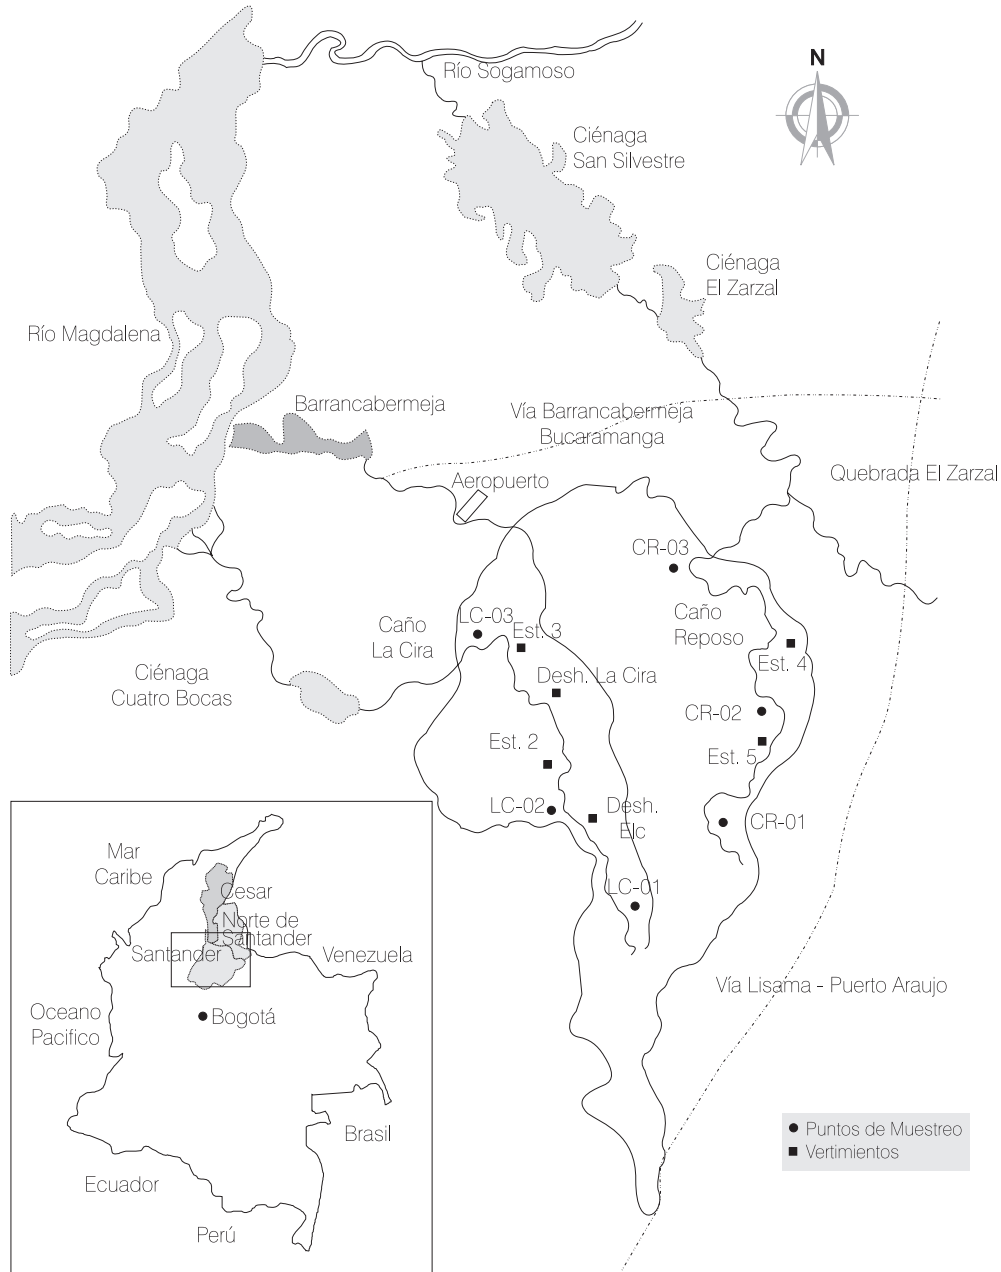 N
Río Sogamoso
Ciénaga
San Silvestre
Ciénaga
El Zarzal
Río Magdalena
Barrancabermeja
Vía Barrancabermeja
Bucaramanga
Quebrada El Zarzal
Aeropuerto
CR-03
Caño
La Cira
LC-03
Est. 3
Caño
Reposo
Est. 4
Ciénaga
Cuatro Bocas
Desh. La Cira
CR-02
Est. 2
Est. 5
LC-02
Desh.
Elc
CR-01
LC-01
Vía Lisama - Puerto Araujo
Mar
Caribe
Cesar
Norte de
Santander
Santander
Venezuela
Oceano
Pacifico
Bogotá
Brasil
Ecuador
Perú
Puntos de Muestreo
Vertimientos